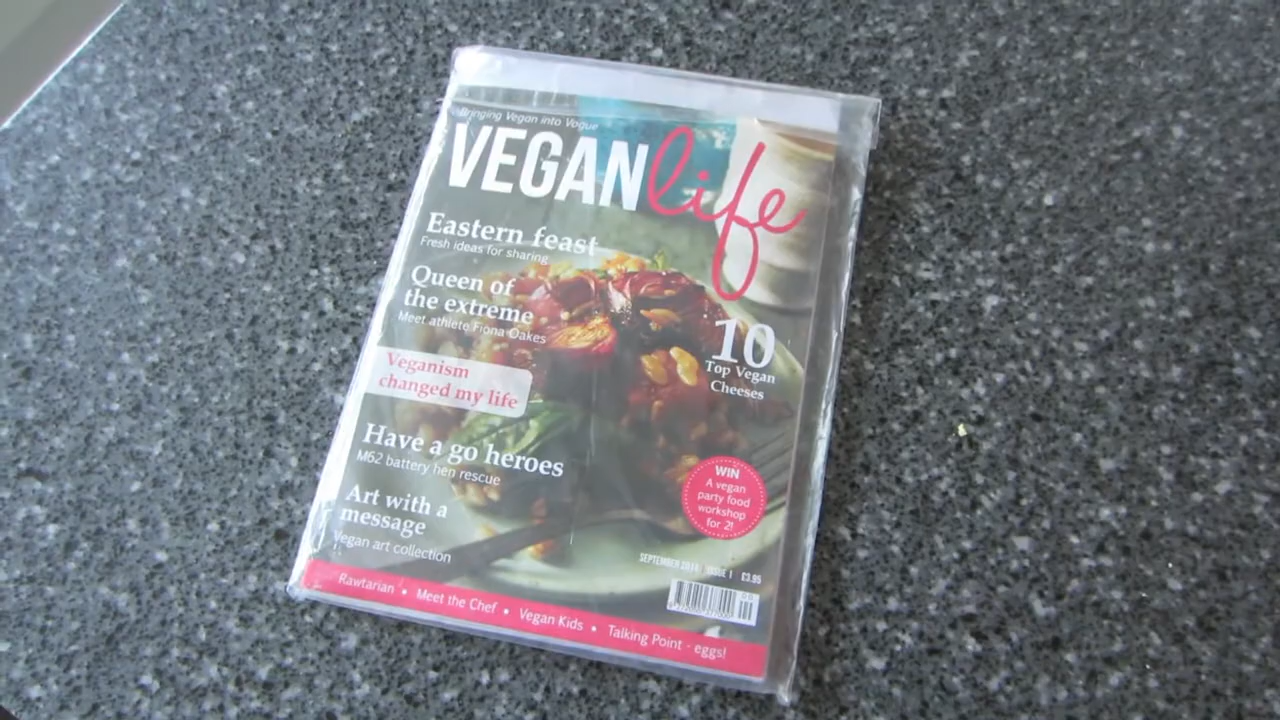 Bringing Vegan into Vogue
VEGANlife
Eastern feast
Fresh ideas for sharing
Queen of
the extreme
Meet athlete Fiona Oakes
10
Top Vegan
Cheeses
Veganism
changed my life
Have a go heroes
M62 battery hen rescue
WIN
A vegan
party food
workshop
for 2!
Art with a
message
Vegan art collection
SEPTEMBER 2014 | ISSUE 1 £3.95
Rawtarian • Meet the Chef • Vegan Kids • Talking Point - eggs!